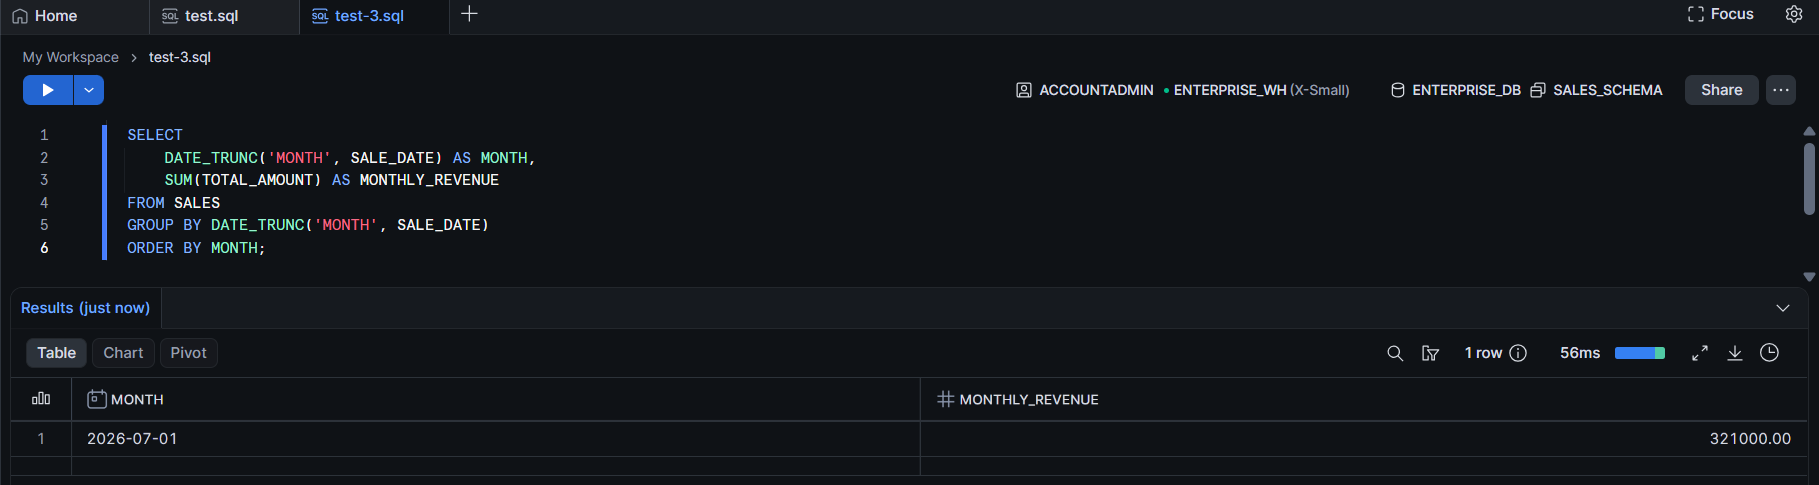 Home
SQL test.sql
SQL test-3.sql
Focus
My Workspace > test-3.sql
ACCOUNTADMIN ENTERPRISE_WH (X-Small) ENTERPRISE_DB SALES_SCHEMA Share ...
1 SELECT
2 DATE_TRUNC('MONTH', SALE_DATE) AS MONTH,
3 SUM(TOTAL_AMOUNT) AS MONTHLY_REVENUE
4 FROM SALES
5 GROUP BY DATE_TRUNC('MONTH', SALE_DATE)
6 ORDER BY MONTH;
Results (just now)
Table Chart Pivot 1 row 56ms
MONTH # MONTHLY_REVENUE
1 2026-07-01 321000.00